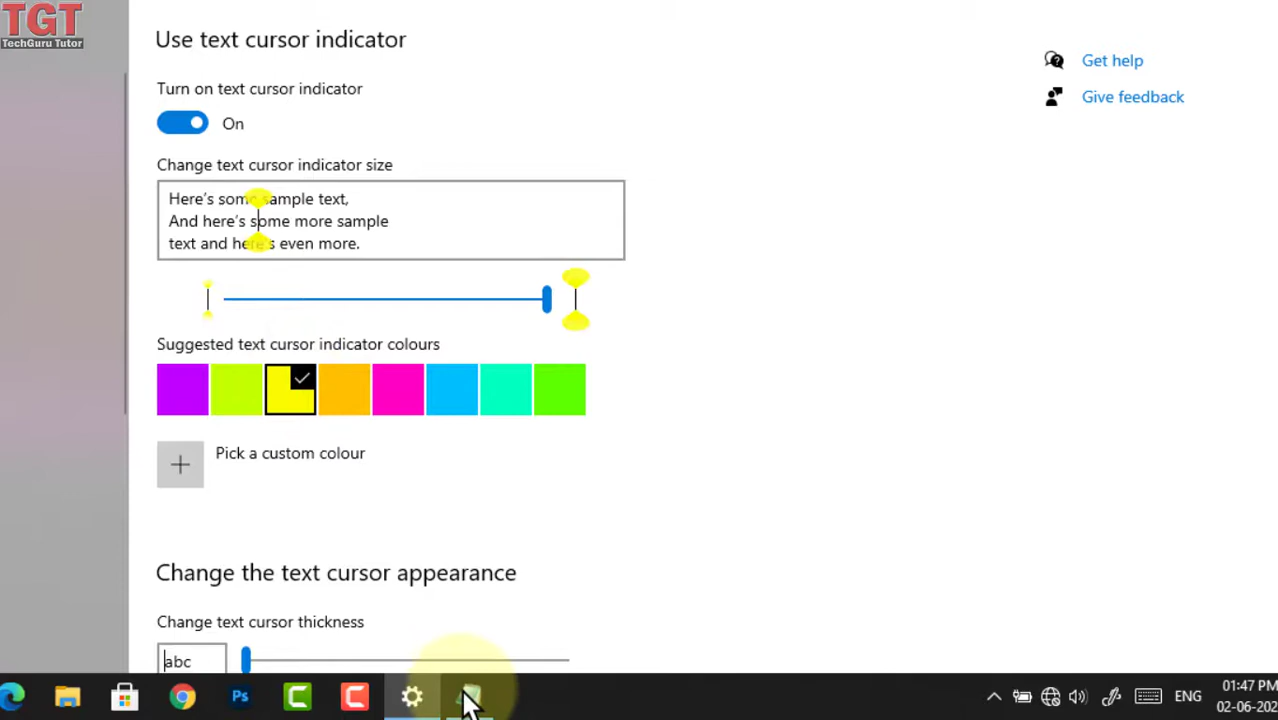 TGT
TechGuru Tutor
Use text cursor indicator
Get help
Turn on text cursor indicator
Give feedback
On
Change text cursor indicator size
Here's some sample text,
And here's some more sample
text and here's even more.
Suggested text cursor indicator colours
Pick a custom colour
Change the text cursor appearance
Change text cursor thickness
abc
Ps
ENG
01:47 PM
02-06-202